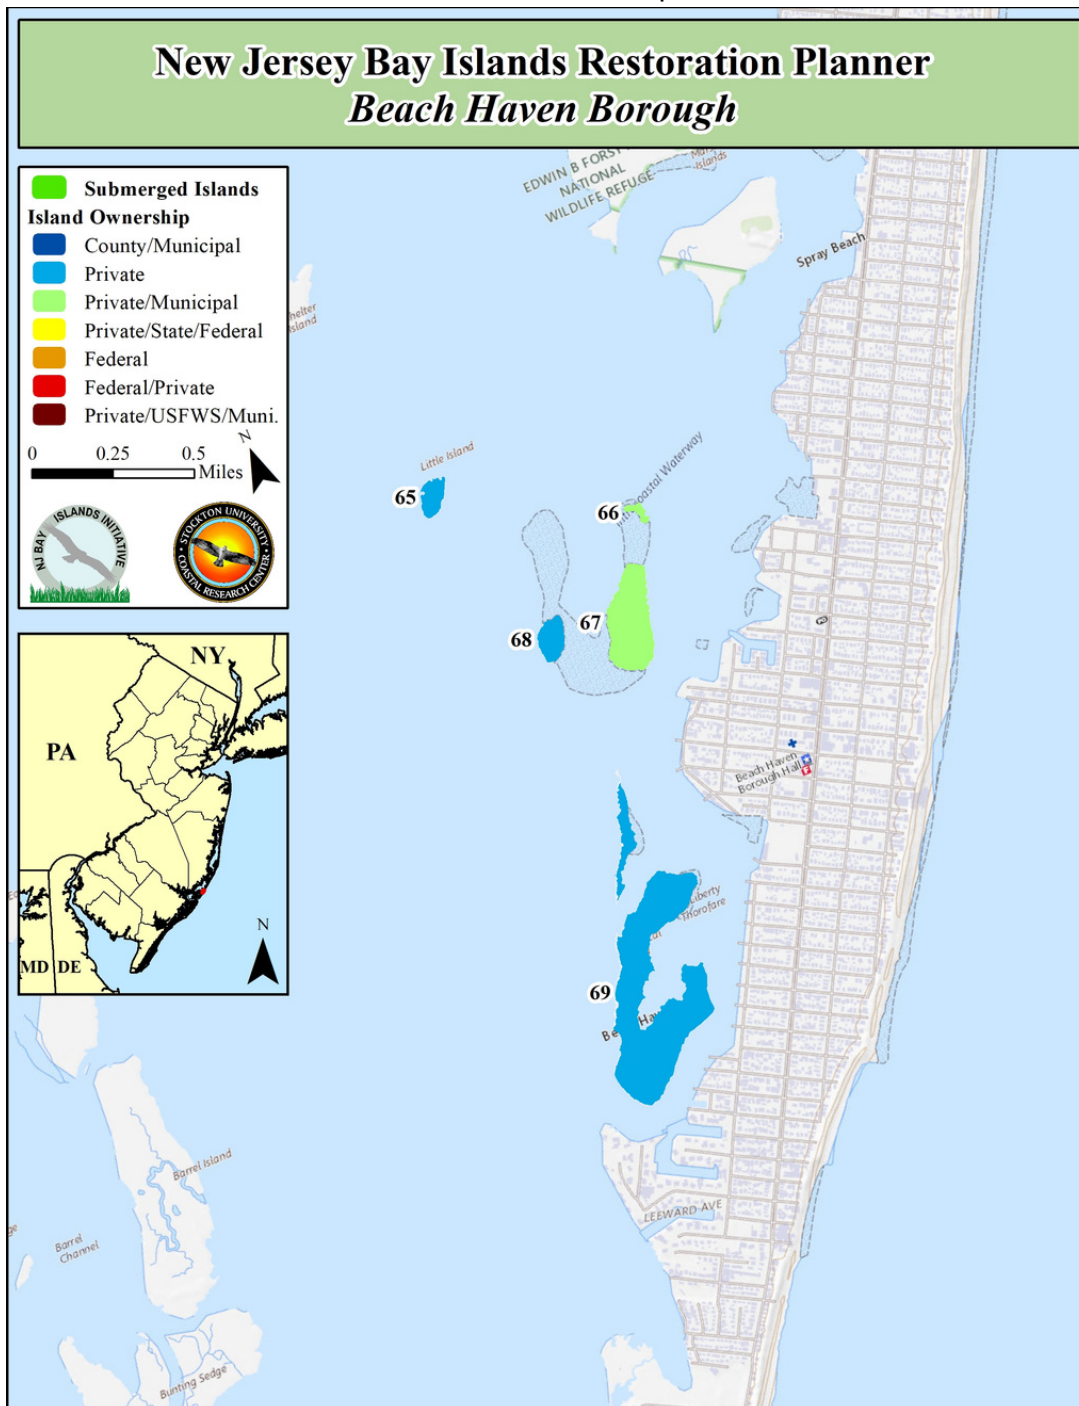 New Jersey Bay Islands Restoration Planner
Beach Haven Borough
Submerged Islands
Island Ownership
County/Municipal
Private
Private/Municipal
Private/State/Federal
Federal
Federal/Private
Private/USFWS/Muni.
N
0 0.25 0.5
Miles
NJ BAY ISLANDS INITIATIVE
STOCKTON UNIVERSITY
COASTAL RESEARCH CENTER
NY
PA
MD
DE
N
EDWIN B FORSY
NATIONAL
WILDLIFE REFUGE
Islands
Spray Beach
Island
Little Island
65
66
Coastal Waterway
67
68
Beach Haven
Borough Hall
Liberty
Thorofare
69
LEEWARD AVE
Barrel Island
Barrel
Channel
Bunting Sedge